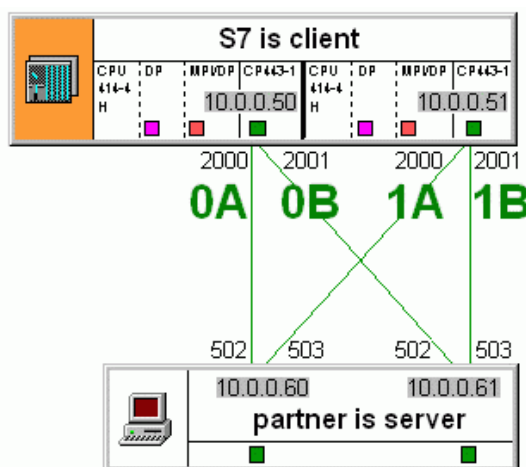 S7 is client
CPU 414-4 H DP MPI/DP CP443-1 CPU 414-4 H DP MPI/DP CP443-1
10.0.0.50 10.0.0.51
2000 2001 2000 2001
0A 0B 1A 1B
502 503 502 503
10.0.0.60 10.0.0.61
partner is server